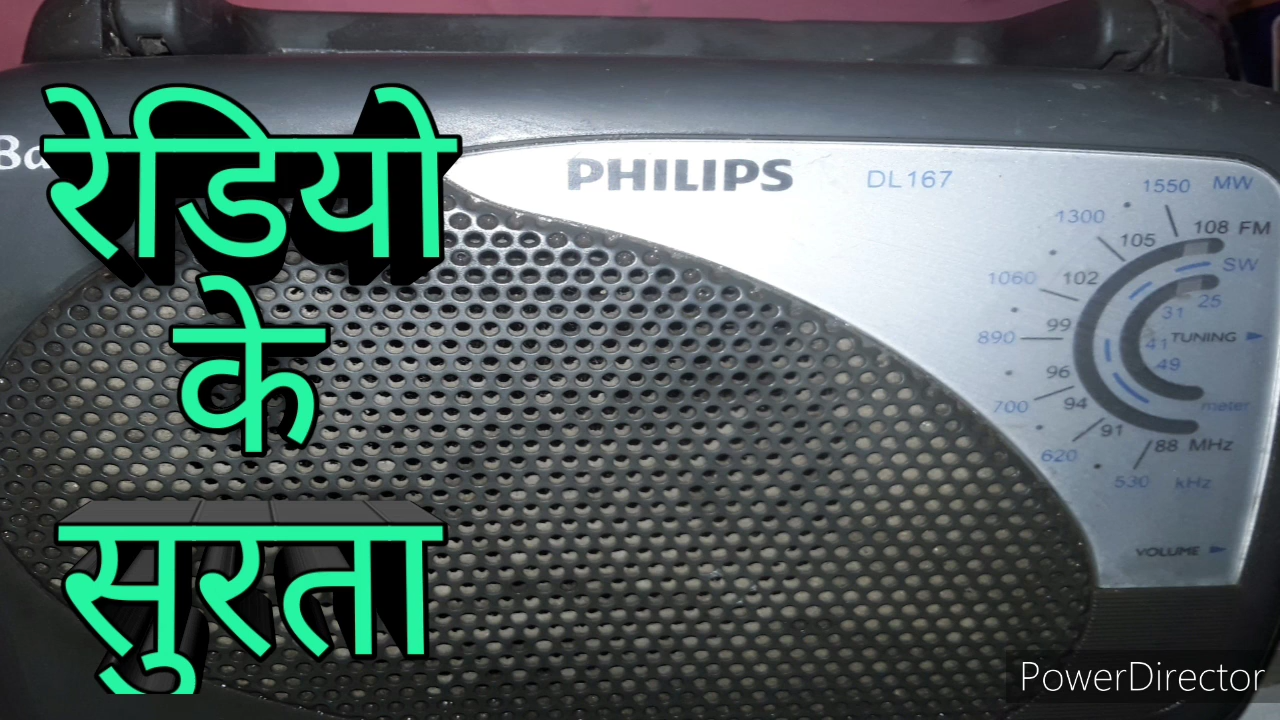 रेडियो
के
सुरता
PHILIPS DL167
1550 MW
1300 108 FM
105
SW
1060 102
25
31
99
890 TUNING
41
49
96
700 94 meter
91
620 88 MHz
530 kHz
VOLUME
PowerDirector